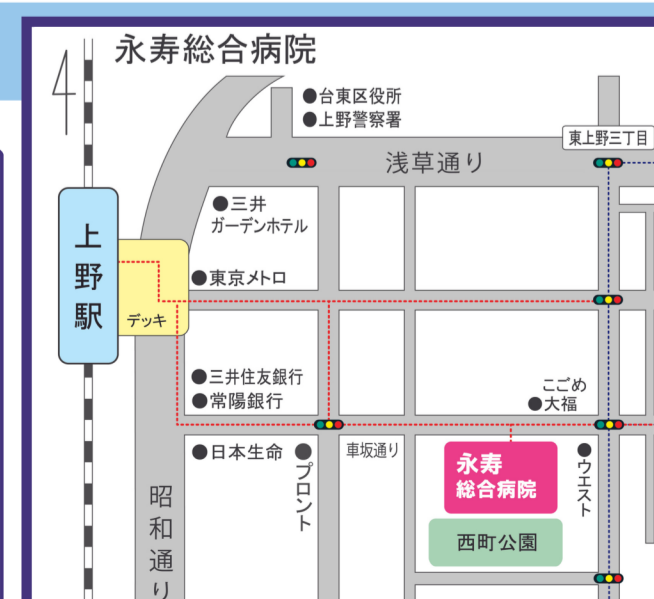 永寿総合病院
台東区役所
上野警察署
東上野三丁目
浅草通り
三井
ガーデンホテル
上野駅
東京メトロ
デッキ
三井住友銀行
常陽銀行
こごめ
大福
日本生命
プロント
車坂通り
永寿
総合病院
ウエスト
昭和通り
西町公園